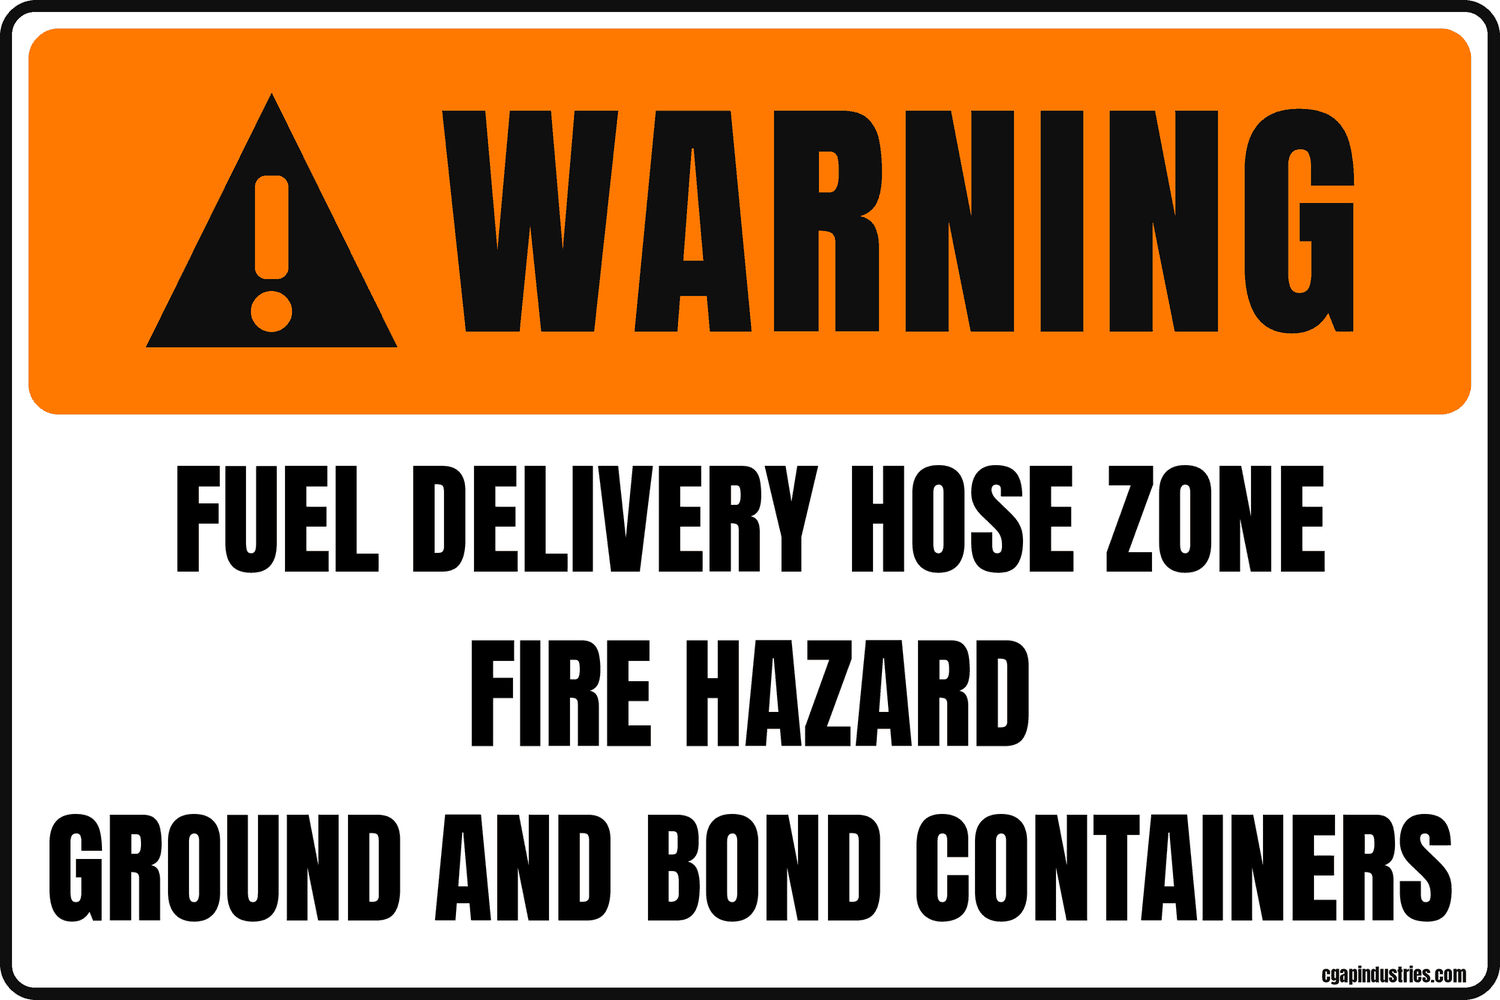 WARNING
FUEL DELIVERY HOSE ZONE
FIRE HAZARD
GROUND AND BOND CONTAINERS
cgapindustries.com